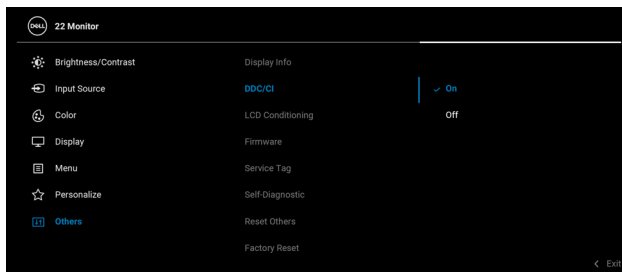 DELL 22 Monitor
Brightness/Contrast Display Info
Input Source DDC/CI ✓ On
Color LCD Conditioning Off
Display Firmware
Menu Service Tag
Personalize Self-Diagnostic
Others Reset Others
Factory Reset
< Exit